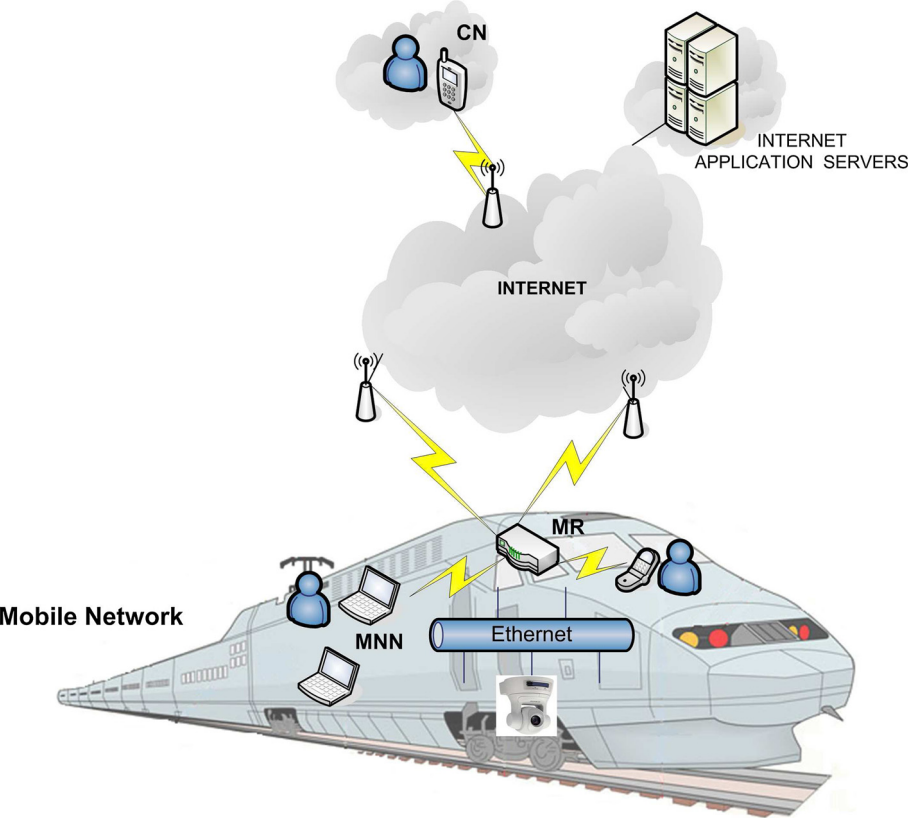 CN
INTERNET
APPLICATION SERVERS
INTERNET
MR
Mobile Network
MNN
Ethernet